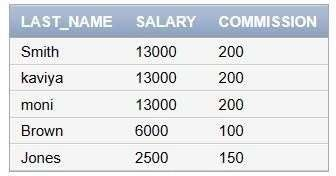 LAST_NAME SALARY COMMISSION
Smith 13000 200
kaviya 13000 200
moni 13000 200
Brown 6000 100
Jones 2500 150